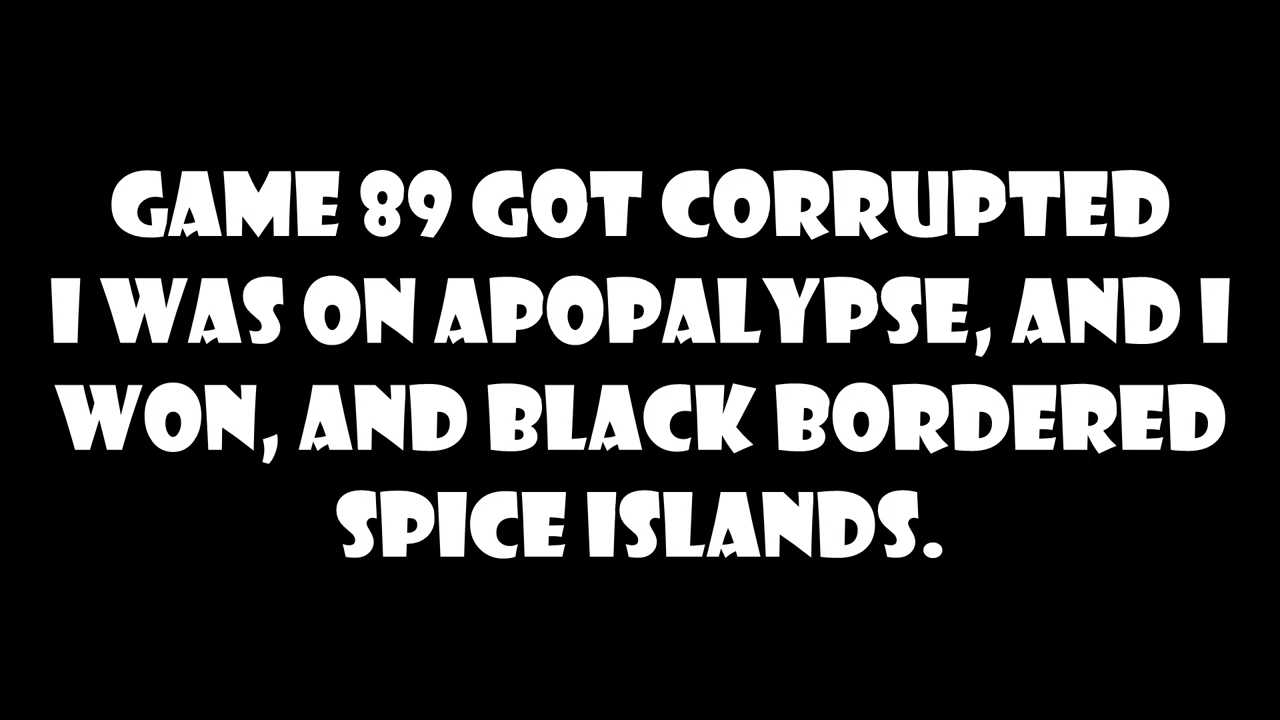 GAME 89 GOT CORRUPTED
I WAS ON APOPALYPSE, AND I
WON, AND BLACK BORDERED
SPICE ISLANDS.